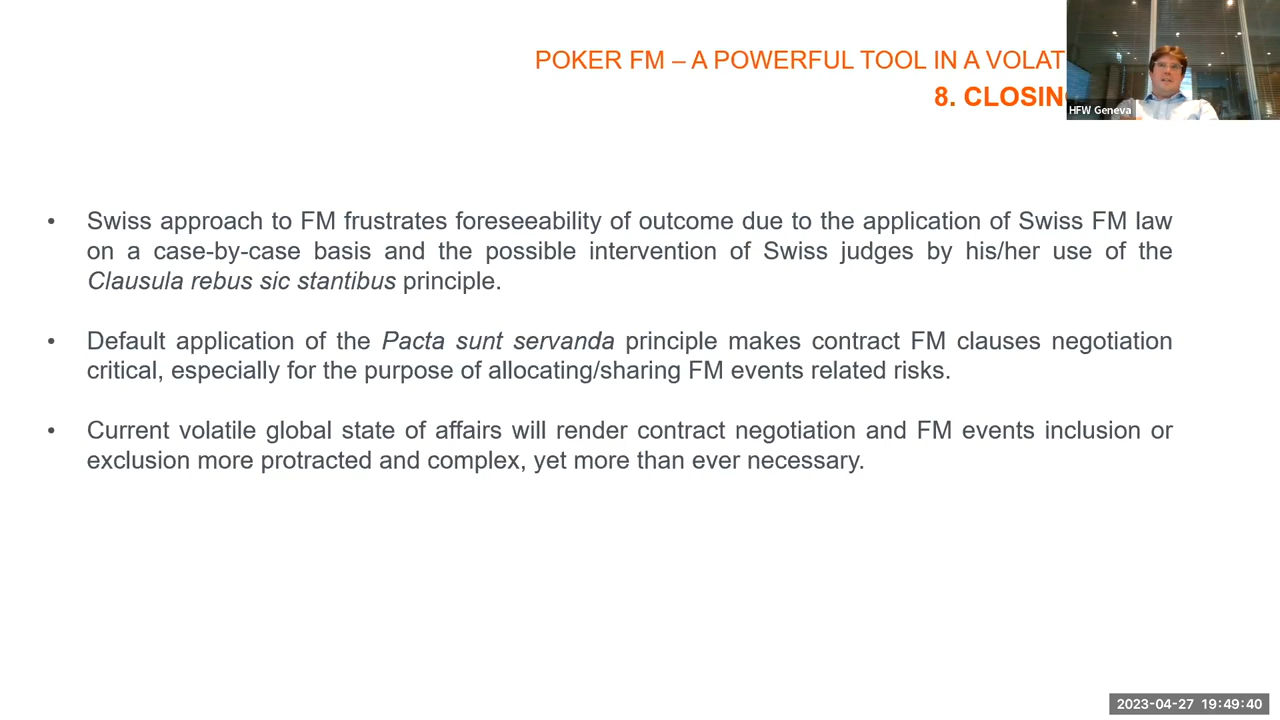 POKER FM – A POWERFUL TOOL IN A VOLAT
8. CLOSIN
HFW Geneva
• Swiss approach to FM frustrates foreseeability of outcome due to the application of Swiss FM law
on a case-by-case basis and the possible intervention of Swiss judges by his/her use of the
Clausula rebus sic stantibus principle.
• Default application of the Pacta sunt servanda principle makes contract FM clauses negotiation
critical, especially for the purpose of allocating/sharing FM events related risks.
• Current volatile global state of affairs will render contract negotiation and FM events inclusion or
exclusion more protracted and complex, yet more than ever necessary.
2023-04-27 19:49:40